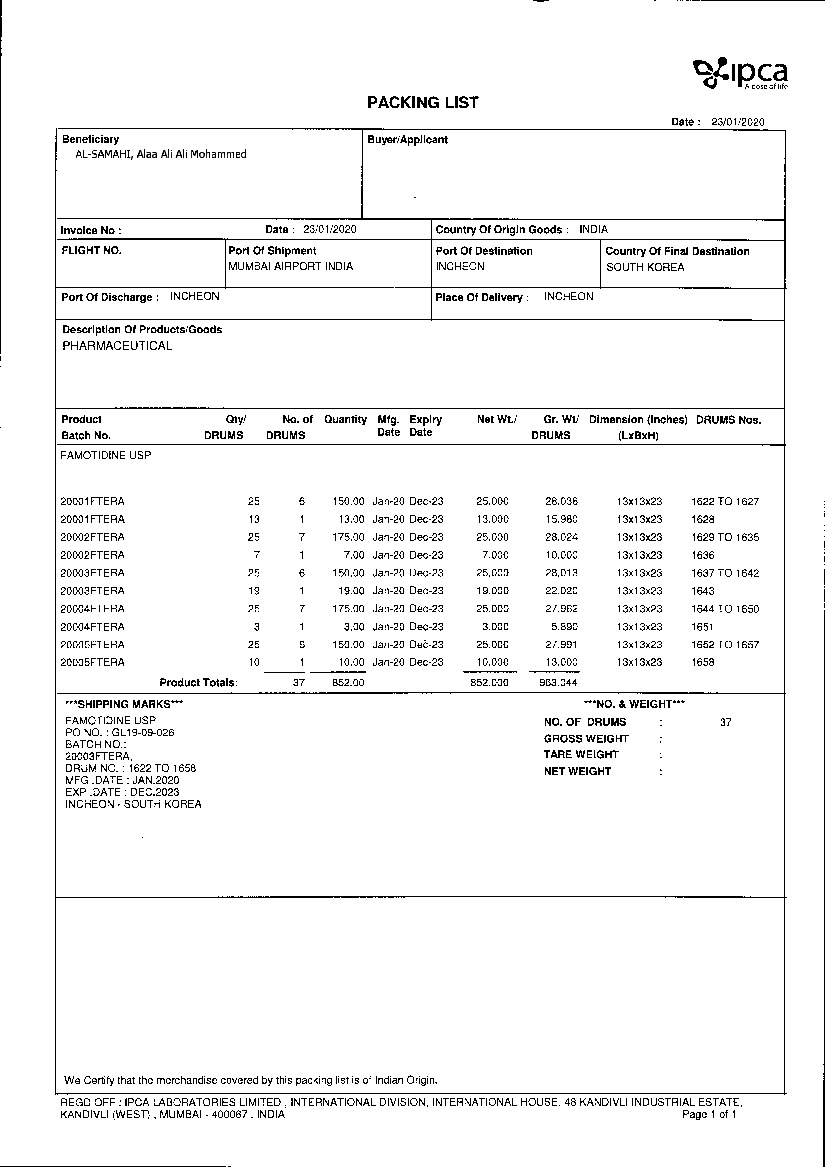 ipca
A dose of life
PACKING LIST
Date : 23/01/2020
Beneficiary
AL-SAMAHI, Alaa Ali Ali Mohammed
Buyer/Applicant
Invoice No :
Date : 23/01/2020
Country Of Origin Goods : INDIA
FLIGHT NO.
Port Of Shipment
MUMBAI AIRPORT INDIA
Port Of Destination
INCHEON
Country Of Final Destination
SOUTH KOREA
Port Of Discharge : INCHEON
Place Of Delivery : INCHEON
Description Of Products/Goods
PHARMACEUTICAL
Product Qty/ No. of Quantity Mfg. Expiry Net Wt./ Gr. Wt/ Dimension (Inches) DRUMS Nos.
Batch No. DRUMS DRUMS Date Date DRUMS (LxBxH)
FAMOTIDINE USP
20001FTERA 25 6 150.00 Jan-20 Dec-23 25.000 28.036 13x13x23 1622 TO 1627
20001FTERA 13 1 13.00 Jan-20 Dec-23 13.000 15.980 13x13x23 1628
20002FTERA 25 7 175.00 Jan-20 Dec-23 25.000 28.024 13x13x23 1629 TO 1635
20002FTERA 7 1 7.00 Jan-20 Dec-23 7.000 10.000 13x13x23 1636
20003FTERA 25 6 150.00 Jan-20 Dec-23 25.000 28.013 13x13x23 1637 TO 1642
20003FTERA 19 1 19.00 Jan-20 Dec-23 19.000 22.020 13x13x23 1643
20004FTERA 25 7 175.00 Jan-20 Dec-23 25.000 27.962 13x13x23 1644 TO 1650
20004FTERA 3 1 3.00 Jan-20 Dec-23 3.000 5.890 13x13x23 1651
20005FTERA 25 6 150.00 Jan-20 Dec-23 25.000 27.991 13x13x23 1652 TO 1657
20005FTERA 10 1 10.00 Jan-20 Dec-23 10.000 13.000 13x13x23 1658
Product Totals: 37 852.00 852.000 963.044
***SHIPPING MARKS***
FAMOTIDINE USP
PO NO. : GL19-09-026
BATCH NO.:
20003FTERA,
DRUM NO. : 1622 TO 1658
MFG .DATE : JAN.2020
EXP .DATE : DEC.2023
INCHEON - SOUTH KOREA
***NO. & WEIGHT***
NO. OF DRUMS : 37
GROSS WEIGHT :
TARE WEIGHT :
NET WEIGHT :
We Certify that the merchandise covered by this packing list is of Indian Origin.
REGD OFF : IPCA LABORATORIES LIMITED , INTERNATIONAL DIVISION, INTERNATIONAL HOUSE, 48 KANDIVLI INDUSTRIAL ESTATE,
KANDIVLI (WEST) , MUMBAI - 400067 . INDIA
Page 1 of 1